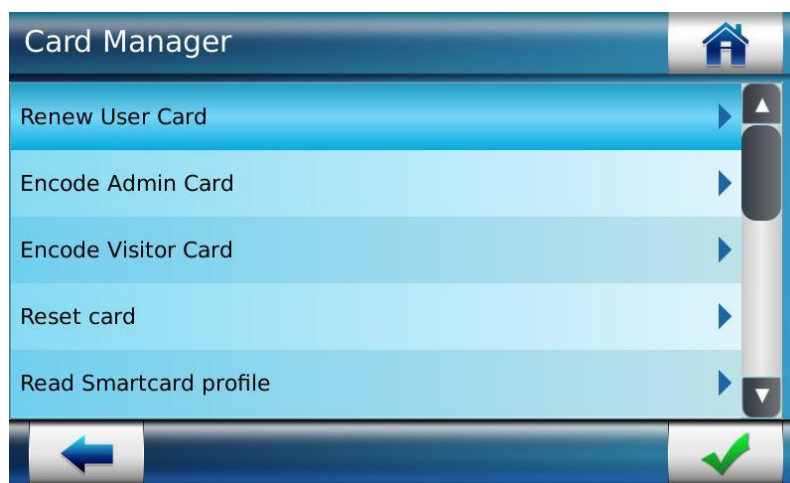 Card Manager
Renew User Card
Encode Admin Card
Encode Visitor Card
Reset card
Read Smartcard profile